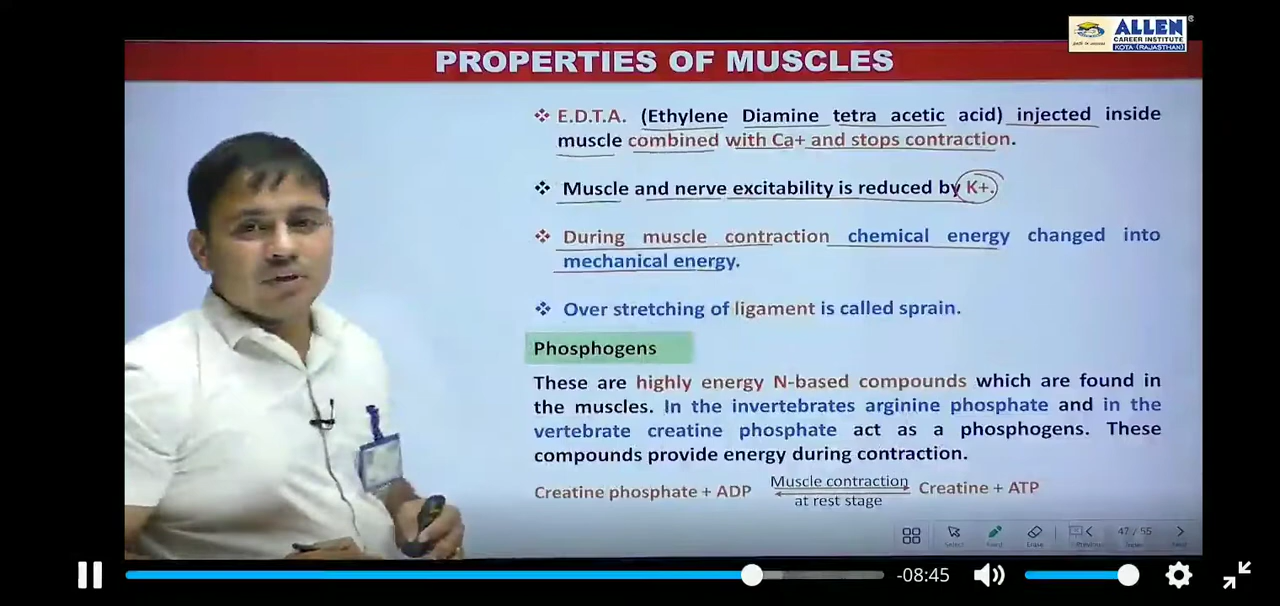 ALLEN
CAREER INSTITUTE
KOTA (RAJASTHAN)
PROPERTIES OF MUSCLES
❖ E.D.T.A. (Ethylene Diamine tetra acetic acid) injected inside
muscle combined with Ca+ and stops contraction.
❖ Muscle and nerve excitability is reduced by K+.
❖ During muscle contraction chemical energy changed into
mechanical energy.
❖ Over stretching of ligament is called sprain.
Phosphogens
These are highly energy N-based compounds which are found in
the muscles. In the invertebrates arginine phosphate and in the
vertebrate creatine phosphate act as a phosphogens. These
compounds provide energy during contraction.
Muscle contraction
Creatine phosphate + ADP Creatine + ATP
at rest stage
47 / 55
Select Erase
-08:45